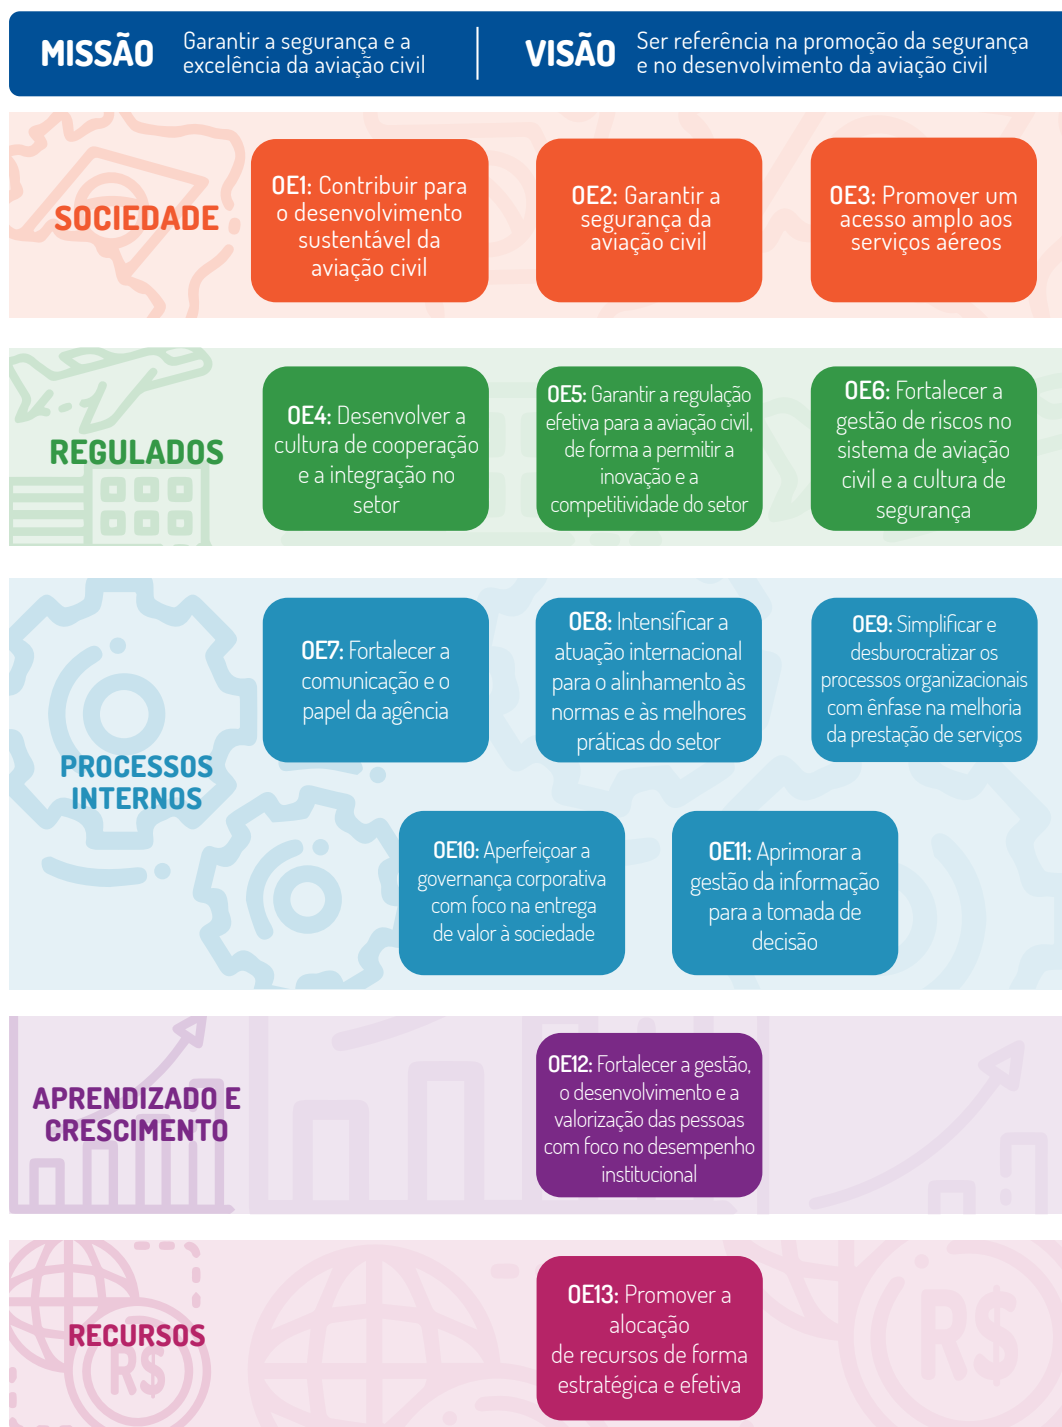 MISSÃO
Garantir a segurança e a
excelência da aviação civil
VISÃO
Ser referência na promoção da segurança
e no desenvolvimento da aviação civil
SOCIEDADE
OE1: Contribuir para
o desenvolvimento
sustentável da
aviação civil
OE2: Garantir a
segurança da
aviação civil
OE3: Promover um
acesso amplo aos
serviços aéreos
REGULADOS
OE4: Desenvolver a
cultura de cooperação
e a integração no
setor
OE5: Garantir a regulação
efetiva para a aviação civil,
de forma a permitir a
inovação e a
competitividade do setor
OE6: Fortalecer a
gestão de riscos no
sistema de aviação
civil e a cultura de
segurança
PROCESSOS
INTERNOS
OE7: Fortalecer a
comunicação e o
papel da agência
OE8: Intensificar a
atuação internacional
para o alinhamento às
normas e às melhores
práticas do setor
OE9: Simplificar e
desburocratizar os
processos organizacionais
com ênfase na melhoria
da prestação de serviços
OE10: Aperfeiçoar a
governança corporativa
com foco na entrega
de valor à sociedade
OE11: Aprimorar a
gestão da informação
para a tomada de
decisão
APRENDIZADO E
CRESCIMENTO
OE12: Fortalecer a gestão,
o desenvolvimento e a
valorização das pessoas
com foco no desempenho
institucional
RECURSOS
R$
OE13: Promover a
alocação
de recursos de forma
estratégica e efetiva
R$